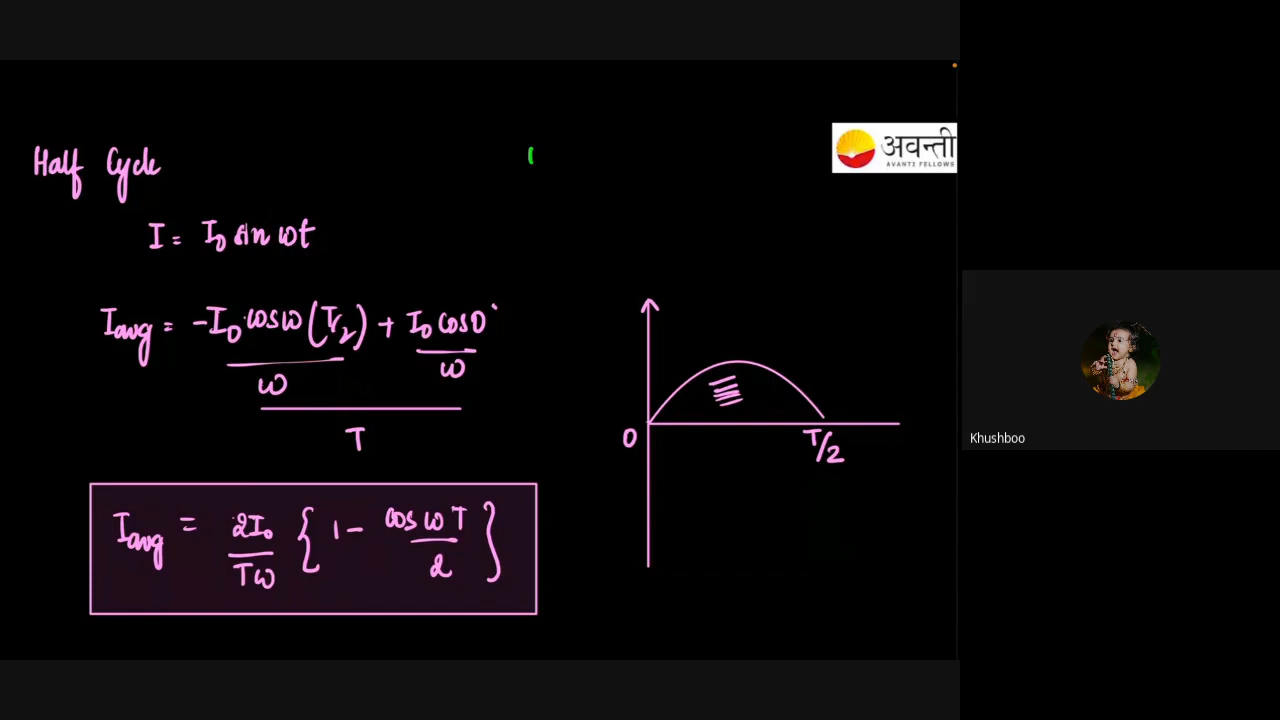 Half Cycle
अवन्ती
AVANTI FELLOWS
I = I₀ sin ωt
Iavg = -I₀ cos ω(T/2) + I₀ cos 0°
ω ω
T
0 T/2
Khushboo
Iavg = 2I₀ { 1 - cos ωT }
Tω 2